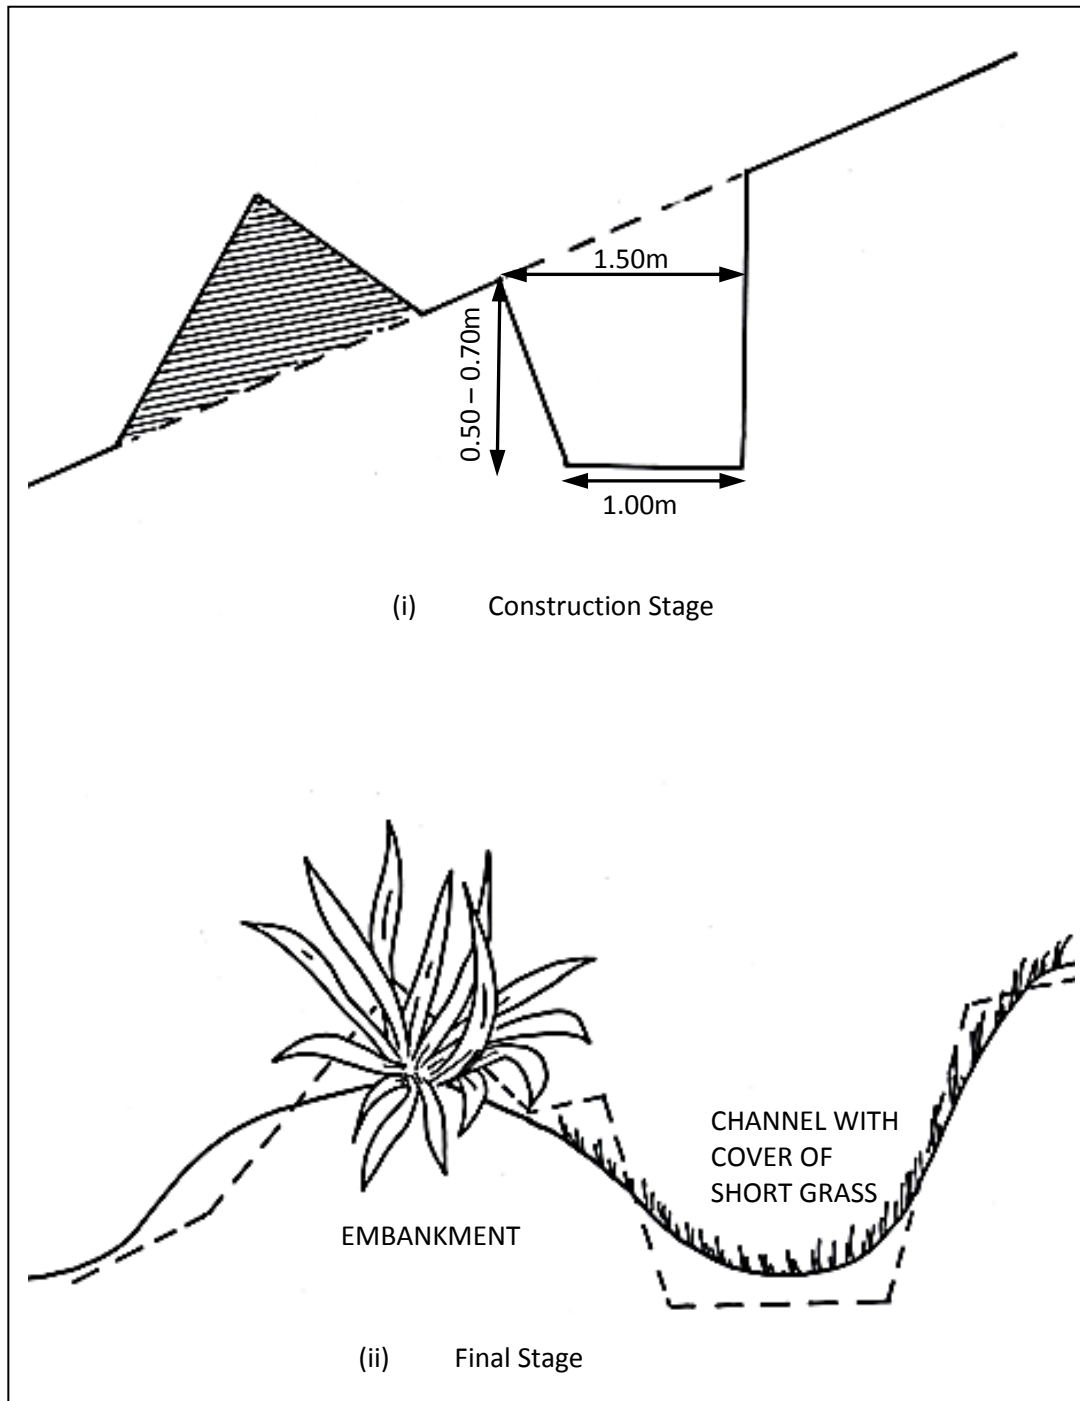 1.50m
0.50 – 0.70m
1.00m
(i) Construction Stage
CHANNEL WITH
COVER OF
SHORT GRASS
EMBANKMENT
(ii) Final Stage